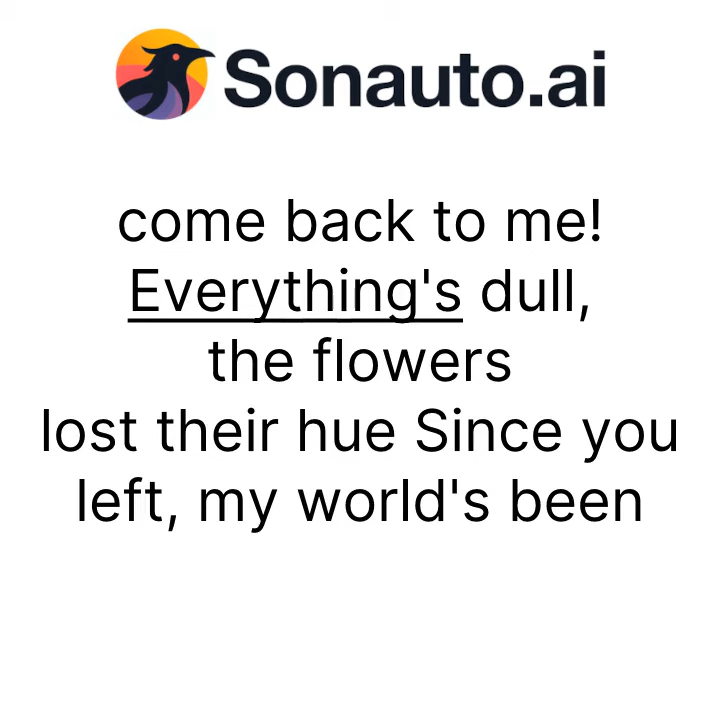 Sonauto.ai
come back to me!
Everything's dull,
the flowers
lost their hue Since you
left, my world's been